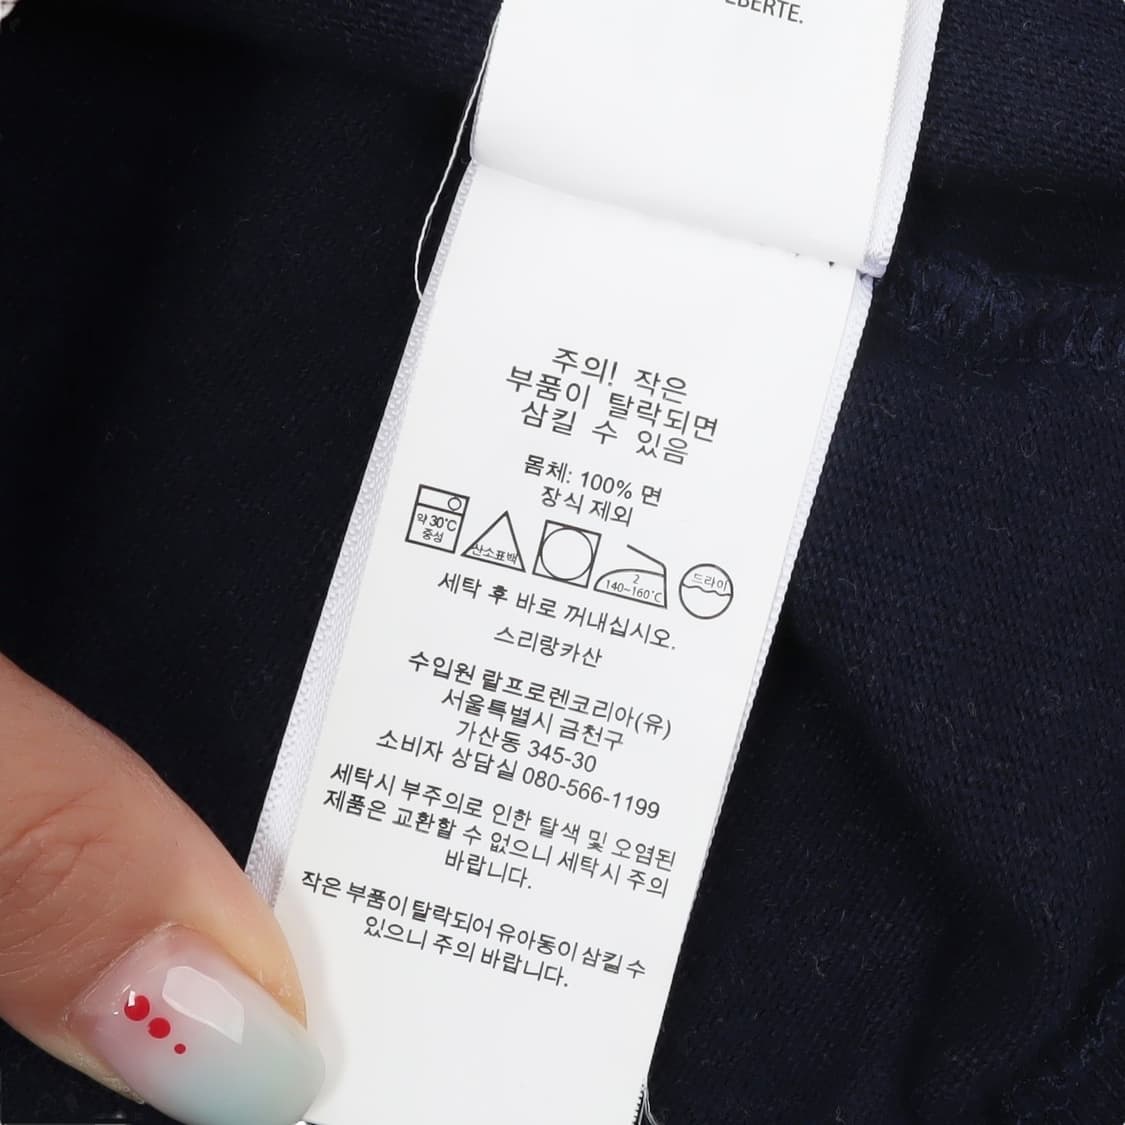 주의! 작은
부품이 탈락되면
삼킬 수 있음
몸체: 100% 면
장식 제외
약 30℃
중성
산소표백
2
140~160℃
드라이
세탁 후 바로 꺼내십시오.
스리랑카산
수입원 랄프로렌코리아(유)
서울특별시 금천구
가산동 345-30
소비자 상담실 080-566-1199
세탁시 부주의로 인한 탈색 및 오염된
제품은 교환할 수 없으니 세탁시 주의
바랍니다.
작은 부품이 탈락되어 유아동이 삼킬 수
있으니 주의 바랍니다.